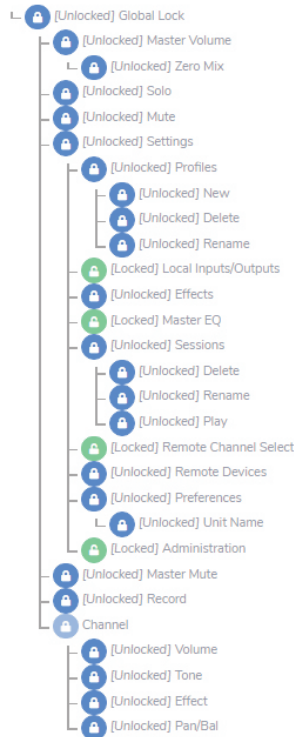 [Unlocked] Global Lock
[Unlocked] Master Volume
[Unlocked] Zero Mix
[Unlocked] Solo
[Unlocked] Mute
[Unlocked] Settings
[Unlocked] Profiles
[Unlocked] New
[Unlocked] Delete
[Unlocked] Rename
[Locked] Local Inputs/Outputs
[Unlocked] Effects
[Locked] Master EQ
[Unlocked] Sessions
[Unlocked] Delete
[Unlocked] Rename
[Unlocked] Play
[Locked] Remote Channel Select
[Unlocked] Remote Devices
[Unlocked] Preferences
[Unlocked] Unit Name
[Locked] Administration
[Unlocked] Master Mute
[Unlocked] Record
Channel
[Unlocked] Volume
[Unlocked] Tone
[Unlocked] Effect
[Unlocked] Pan/Bal